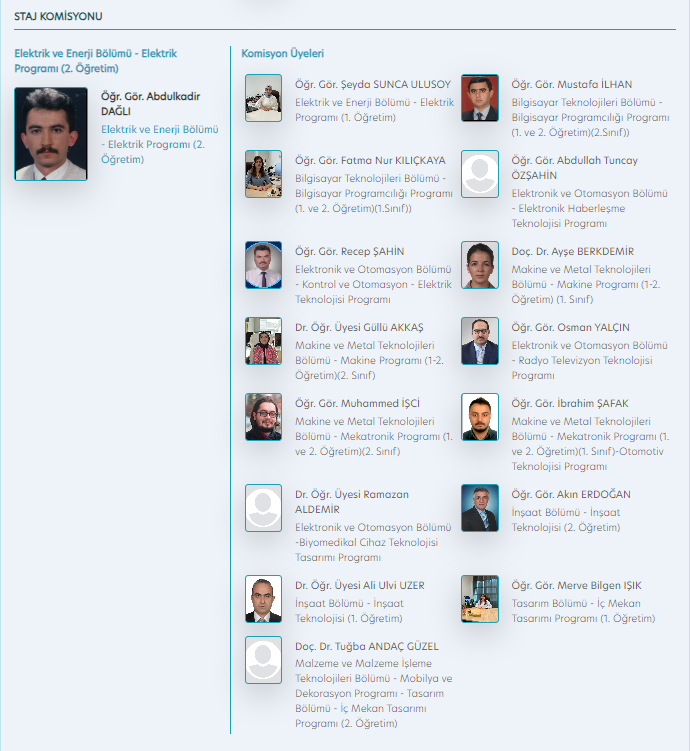 STAJ KOMİSYONU
Elektrik ve Enerji Bölümü - Elektrik
Programı (2. Öğretim)
Öğr. Gör. Abdulkadir
DAĞLI
Elektrik ve Enerji Bölümü
- Elektrik Programı (2.
Öğretim)
Komisyon Üyeleri
Öğr. Gör. Şeyda SUNCA ULUSOY
Elektrik ve Enerji Bölümü - Elektrik
Programı (1. Öğretim)
Öğr. Gör. Mustafa İLHAN
Bilgisayar Teknolojileri Bölümü -
Bilgisayar Programcılığı Programı
(1. ve 2. Öğretim)(2.Sınıf))
Öğr. Gör. Fatma Nur KILIÇKAYA
Bilgisayar Teknolojileri Bölümü -
Bilgisayar Programcılığı Programı
(1. ve 2. Öğretim)(1.Sınıf))
Öğr. Gör. Abdullah Tuncay
ÖZŞAHİN
Elektronik ve Otomasyon Bölümü
- Elektronik Haberleşme
Teknolojisi Programı
Öğr. Gör. Recep ŞAHİN
Elektronik ve Otomasyon Bölümü
- Kontrol ve Otomasyon - Elektrik
Teknolojisi Programı
Doç. Dr. Ayşe BERKDEMİR
Makine ve Metal Teknolojileri
Bölümü - Makine Programı (1-2.
Öğretim) (1. Sınıf)
Dr. Öğr. Üyesi Güllü AKKAŞ
Makine ve Metal Teknolojileri
Bölümü - Makine Programı (1-2.
Öğretim)(2. Sınıf)
Öğr. Gör. Osman YALÇIN
Elektronik ve Otomasyon Bölümü
- Radyo Televizyon Teknolojisi
Programı
Öğr. Gör. Muhammed İŞCİ
Makine ve Metal Teknolojileri
Bölümü - Mekatronik Programı (1.
ve 2. Öğretim)(2. Sınıf)
Öğr. Gör. İbrahim ŞAFAK
Makine ve Metal Teknolojileri
Bölümü - Mekatronik Programı (1.
ve 2. Öğretim)(1. Sınıf)-Otomotiv
Teknolojisi Programı
Dr. Öğr. Üyesi Ramazan
ALDEMİR
Elektronik ve Otomasyon Bölümü
-Biyomedikal Cihaz Teknolojisi
Tasarımı Programı
Öğr. Gör. Akın ERDOĞAN
İnşaat Bölümü - İnşaat
Teknolojisi (2. Öğretim)
Dr. Öğr. Üyesi Ali Ulvi UZER
İnşaat Bölümü - İnşaat
Teknolojisi (1. Öğretim)
Öğr. Gör. Merve Bilgen IŞIK
Tasarım Bölümü - İç Mekan
Tasarımı Programı (1. Öğretim)
Doç. Dr. Tuğba ANDAÇ GÜZEL
Malzeme ve Malzeme İşleme
Teknolojileri Bölümü - Mobilya ve
Dekorasyon Programı - Tasarım
Bölümü - İç Mekan Tasarımı
Programı (2. Öğretim)